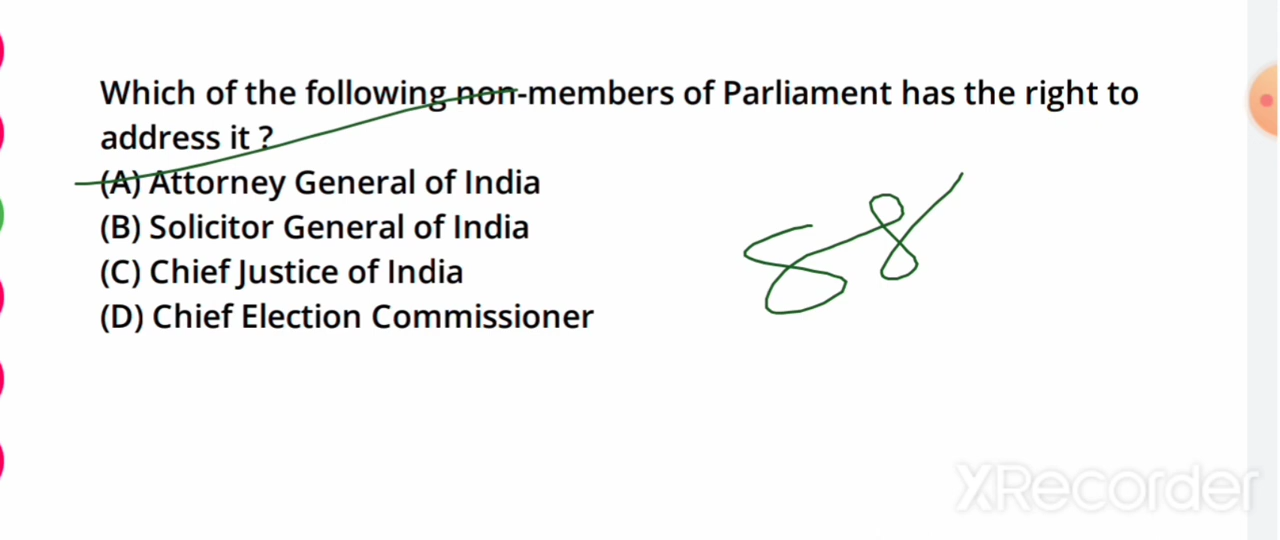 Which of the following non-members of Parliament has the right to
address it ?
(A) Attorney General of India
(B) Solicitor General of India
(C) Chief Justice of India
(D) Chief Election Commissioner
88
XRecorder